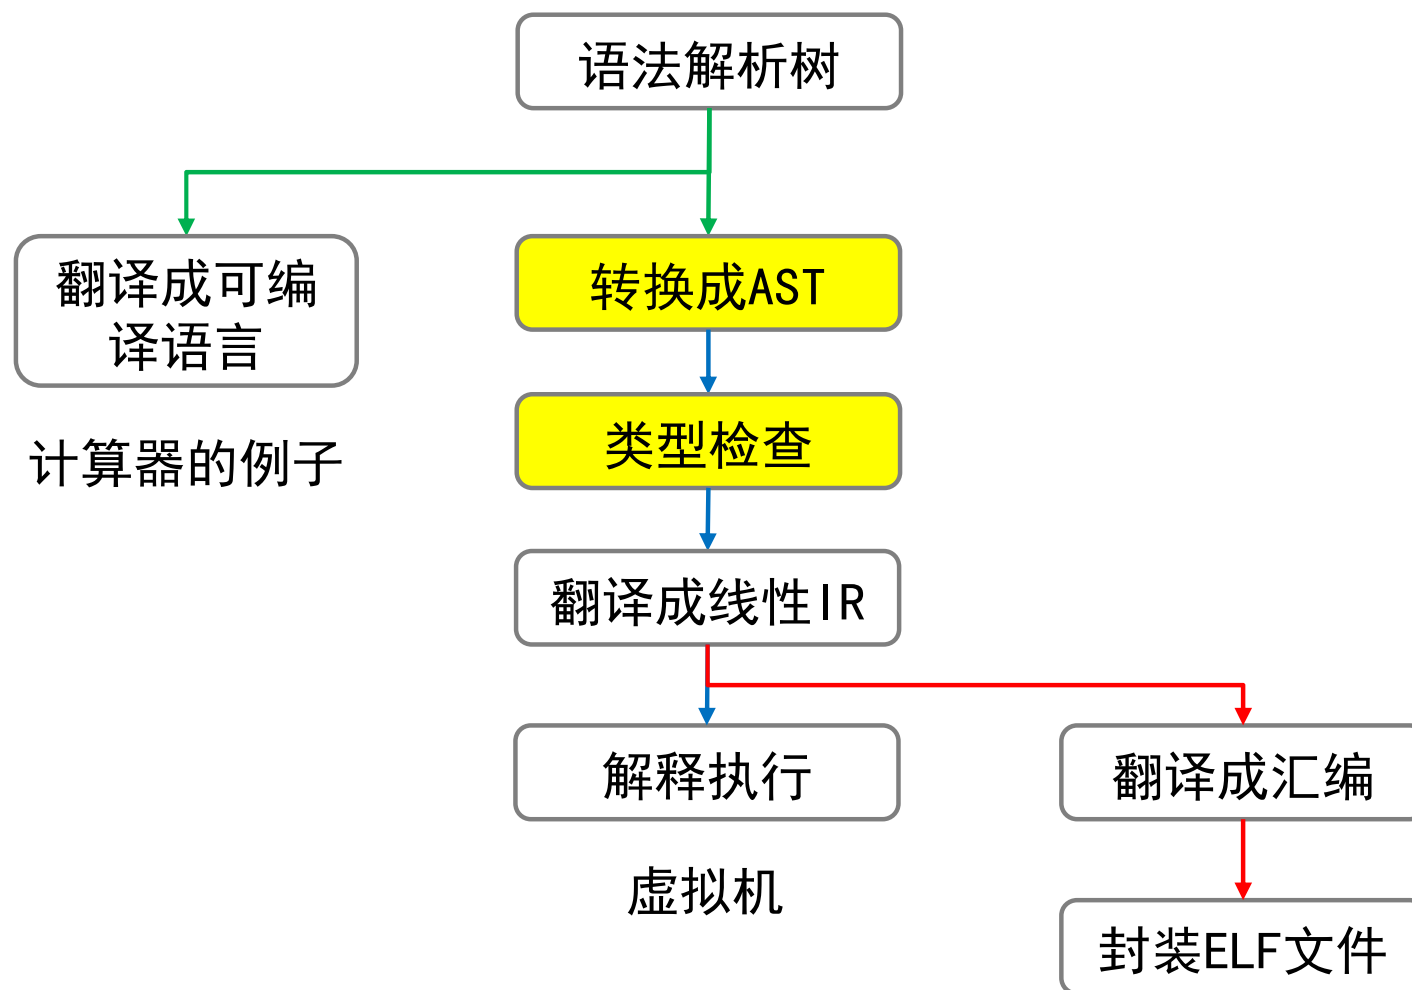 语法解析树
翻译成可编
译语言
转换成AST
计算器的例子
类型检查
翻译成线性IR
解释执行
翻译成汇编
虚拟机
封装ELF文件